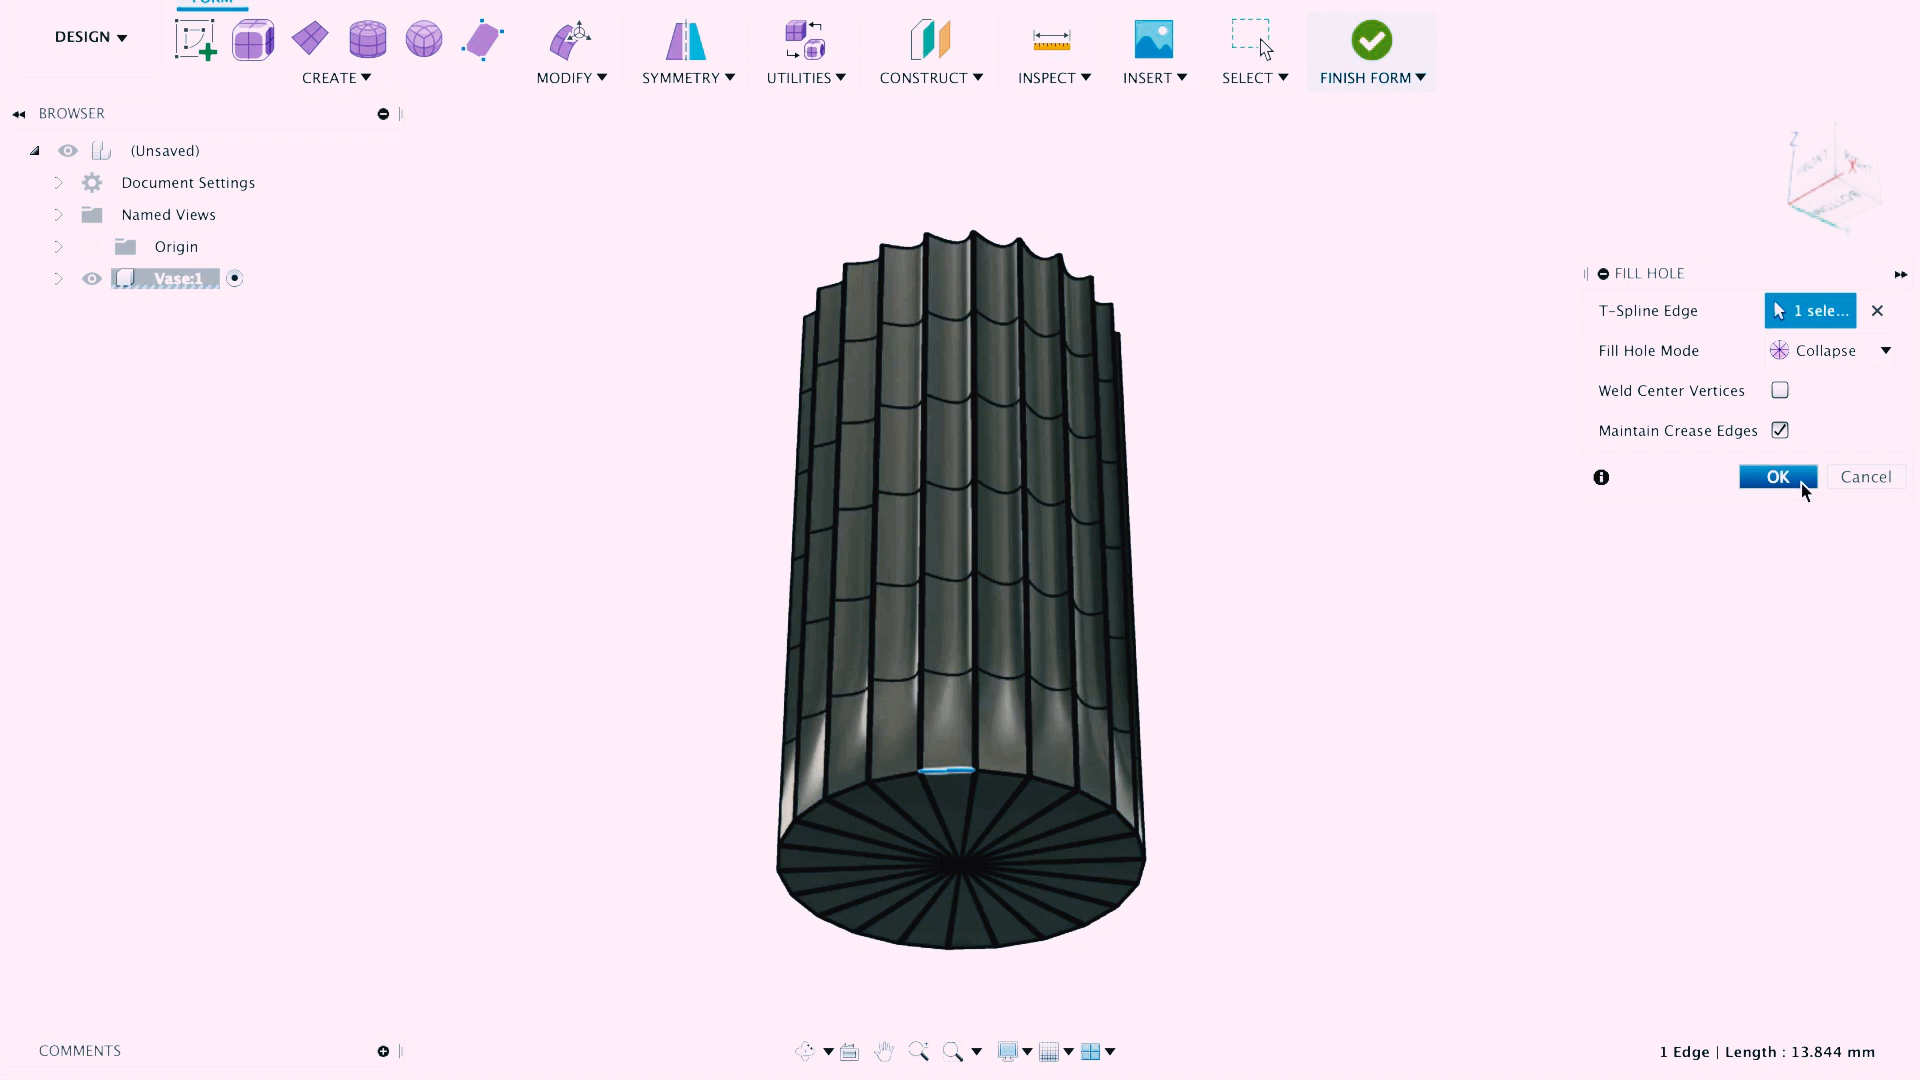 FORM
DESIGN
CREATE
MODIFY
SYMMETRY
UTILITIES
CONSTRUCT
INSPECT
INSERT
SELECT
FINISH FORM
BROWSER
(Unsaved)
Document Settings
Named Views
Origin
Vase:1
Z
BOTTOM
FILL HOLE
T-Spline Edge
1 sele...
Fill Hole Mode
Collapse
Weld Center Vertices
Maintain Crease Edges
OK
Cancel
COMMENTS
1 Edge | Length : 13.844 mm